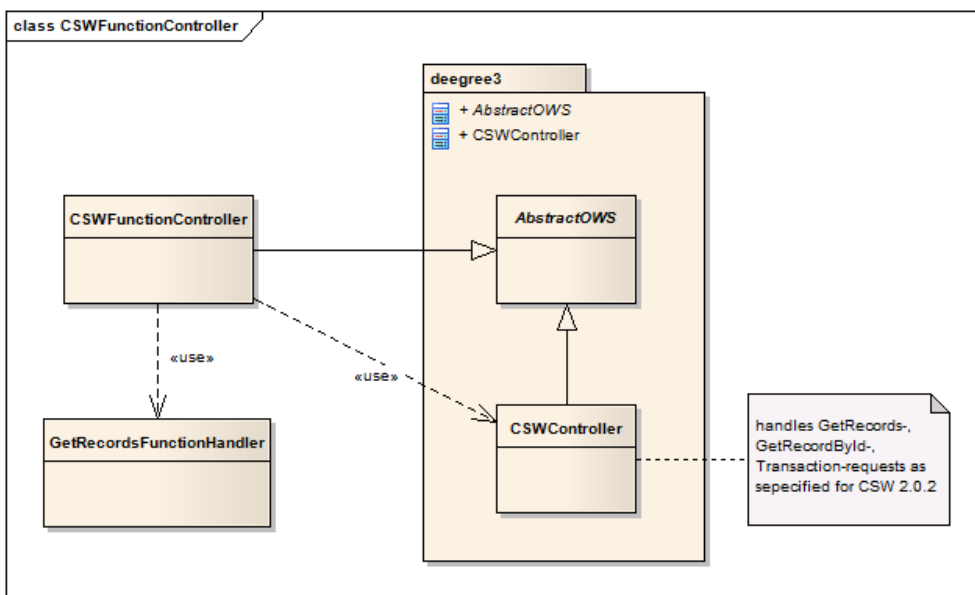 class CSWFunctionController
deegree3
+ AbstractOWS
+ CSWController
CSWFunctionController
AbstractOWS
«use»
«use»
GetRecordsFunctionHandler
CSWController
handles GetRecords-,
GetRecordById-,
Transaction-requests as
sepecified for CSW 2.0.2